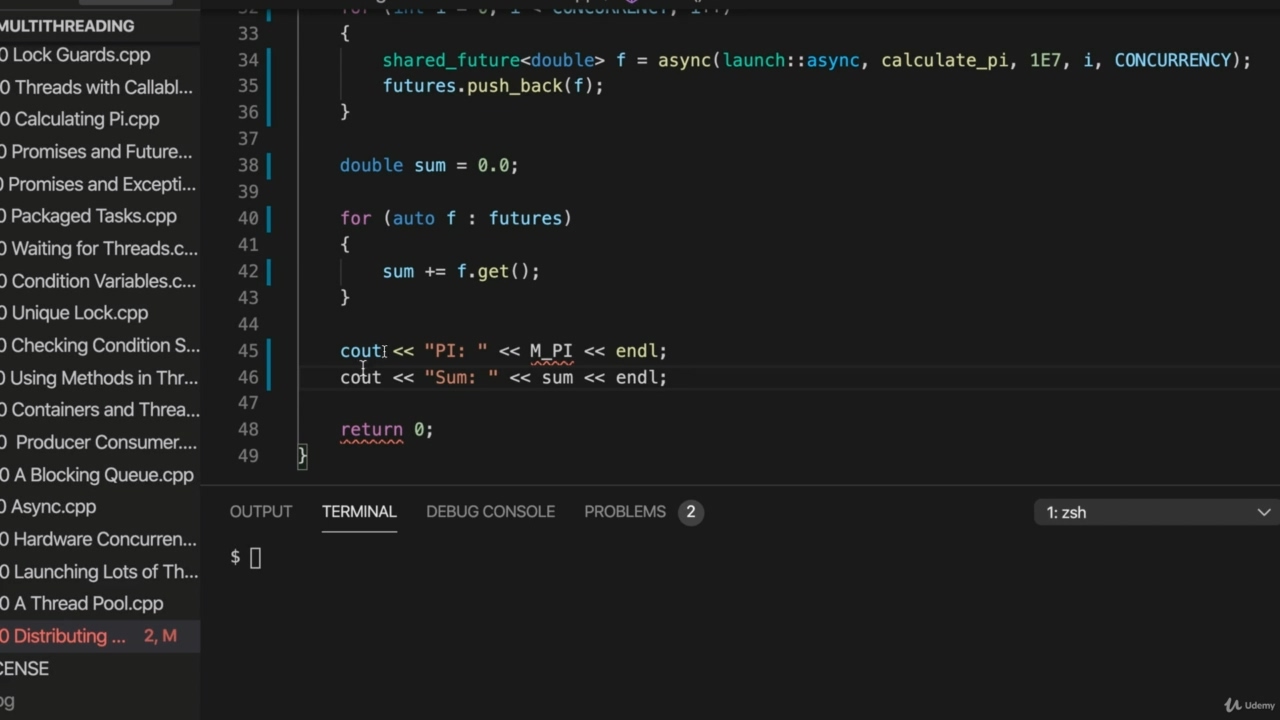 MULTITHREADING
0 Lock Guards.cpp
0 Threads with Callabl...
0 Calculating Pi.cpp
0 Promises and Future...
0 Promises and Excepti...
0 Packaged Tasks.cpp
0 Waiting for Threads.c...
0 Condition Variables.c...
0 Unique Lock.cpp
0 Checking Condition S...
0 Using Methods in Thr...
0 Containers and Threa...
0 Producer Consumer....
0 A Blocking Queue.cpp
0 Async.cpp
0 Hardware Concurren...
0 Launching Lots of Th...
0 A Thread Pool.cpp
0 Distributing ... 2, M
CENSE
og
33 {
34 shared_future<double> f = async(launch::async, calculate_pi, 1E7, i, CONCURRENCY);
35 futures.push_back(f);
36 }
37
38 double sum = 0.0;
39
40 for (auto f : futures)
41 {
42 sum += f.get();
43 }
44
45 cout << "PI: " << M_PI << endl;
46 cout << "Sum: " << sum << endl;
47
48 return 0;
49 }
OUTPUT TERMINAL DEBUG CONSOLE PROBLEMS 2 1: zsh
$
Udemy